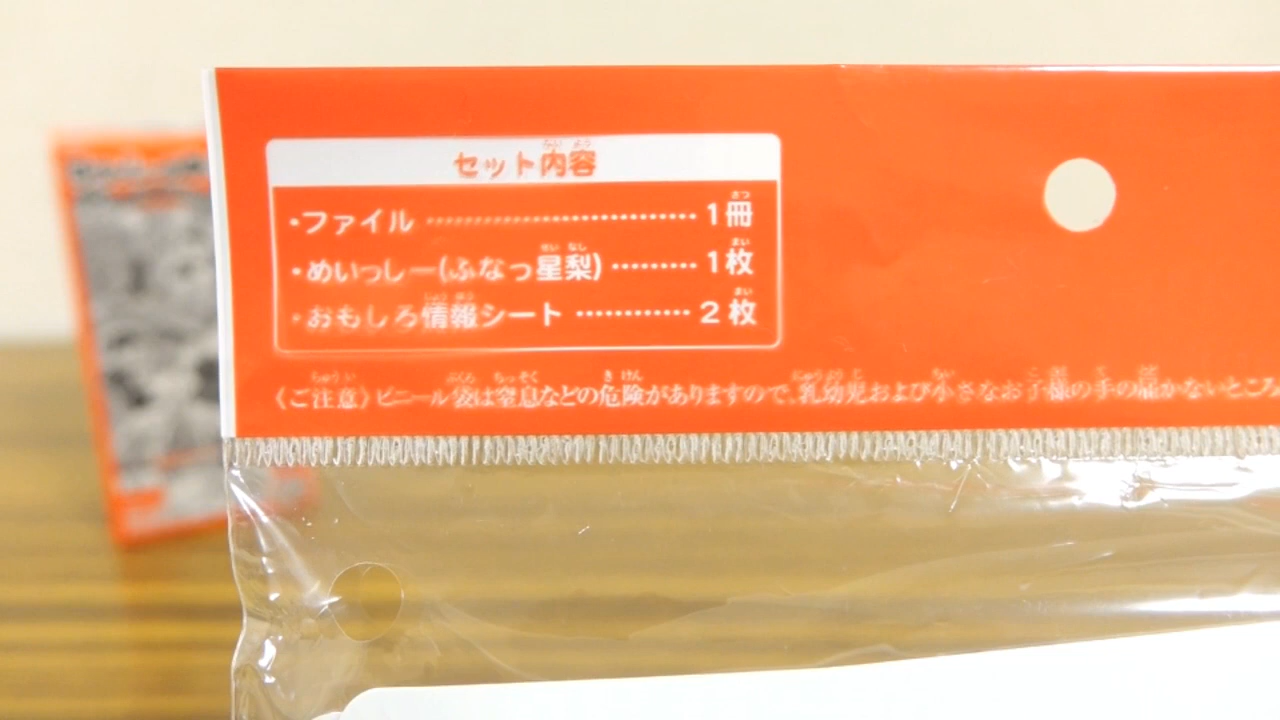 セット内容
・ファイル ………………………… 1冊
・めいっしー(ふなっ星梨) ……… 1枚
・おもしろ情報シート ………… 2枚
《ご注意》ビニール袋は窒息などの危険がありますので、乳幼児および小さなお子様の手の届かないところ